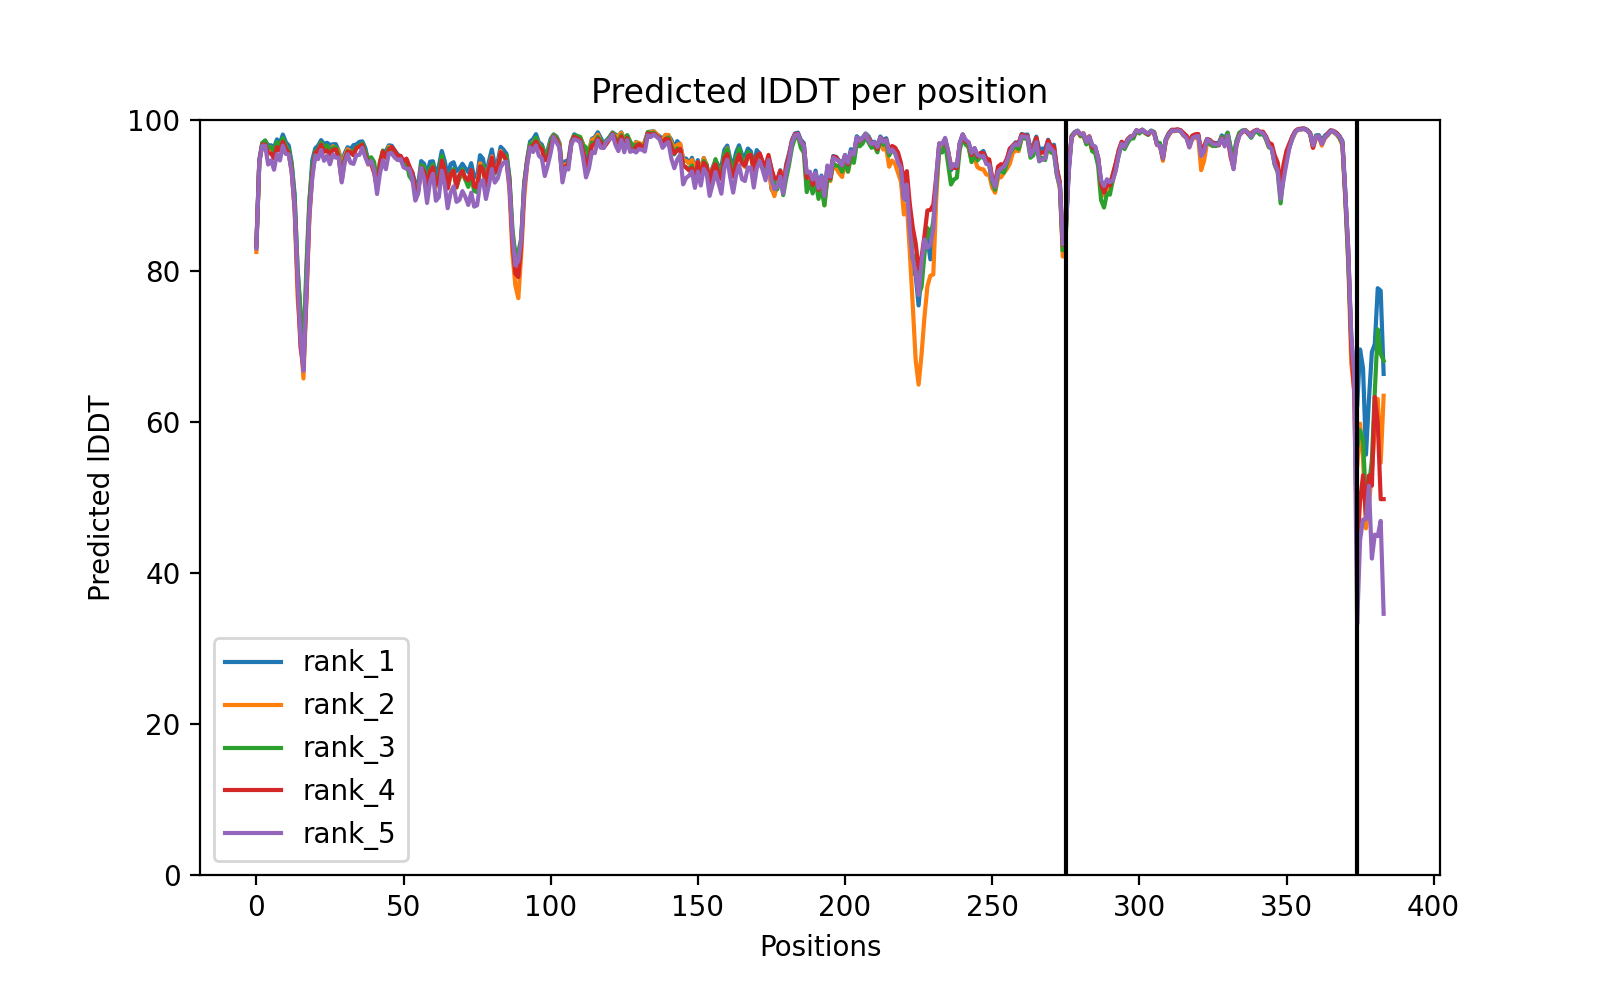 Predicted lDDT per position
100
80
60
40
20
0
Predicted lDDT
rank_1
rank_2
rank_3
rank_4
rank_5
0 50 100 150 200 250 300 350 400
Positions